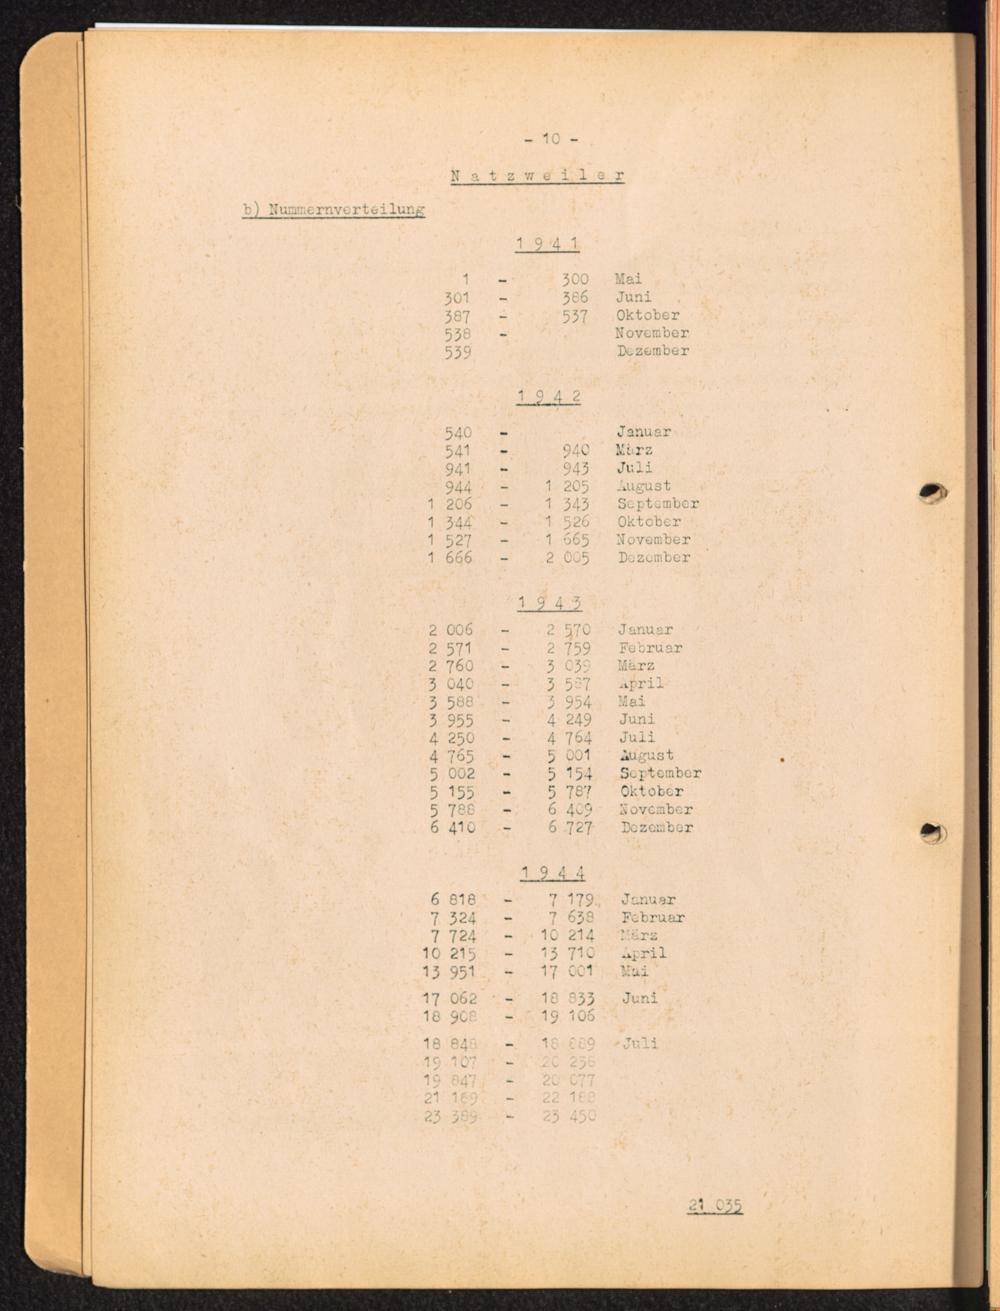 - 10 -
N a t z w e i l e r
b) Nummernverteilung
1 9 4 1
1 - 300 Mai
301 - 386 Juni
387 - 537 Oktober
538 - November
539 Dezember
1 9 4 2
540 - Januar
541 - 940 März
941 - 943 Juli
944 - 1 205 August
1 206 - 1 343 September
1 344 - 1 526 Oktober
1 527 - 1 665 November
1 666 - 2 005 Dezember
1 9 4 3
2 006 - 2 570 Januar
2 571 - 2 759 Februar
2 760 - 3 039 März
3 040 - 3 587 April
3 588 - 3 954 Mai
3 955 - 4 249 Juni
4 250 - 4 764 Juli
4 765 - 5 001 August
5 002 - 5 154 September
5 155 - 5 787 Oktober
5 788 - 6 409 November
6 410 - 6 727 Dezember
1 9 4 4
6 818 - 7 179 Januar
7 324 - 7 638 Februar
7 724 - 10 214 März
10 215 - 13 710 April
13 951 - 17 001 Mai
17 062 - 18 833 Juni
18 908 - 19 106
18 848 - 18 889 Juli
19 107 - 20 256
19 847 - 20 077
21 169 - 22 188
23 389 - 23 450
21 035